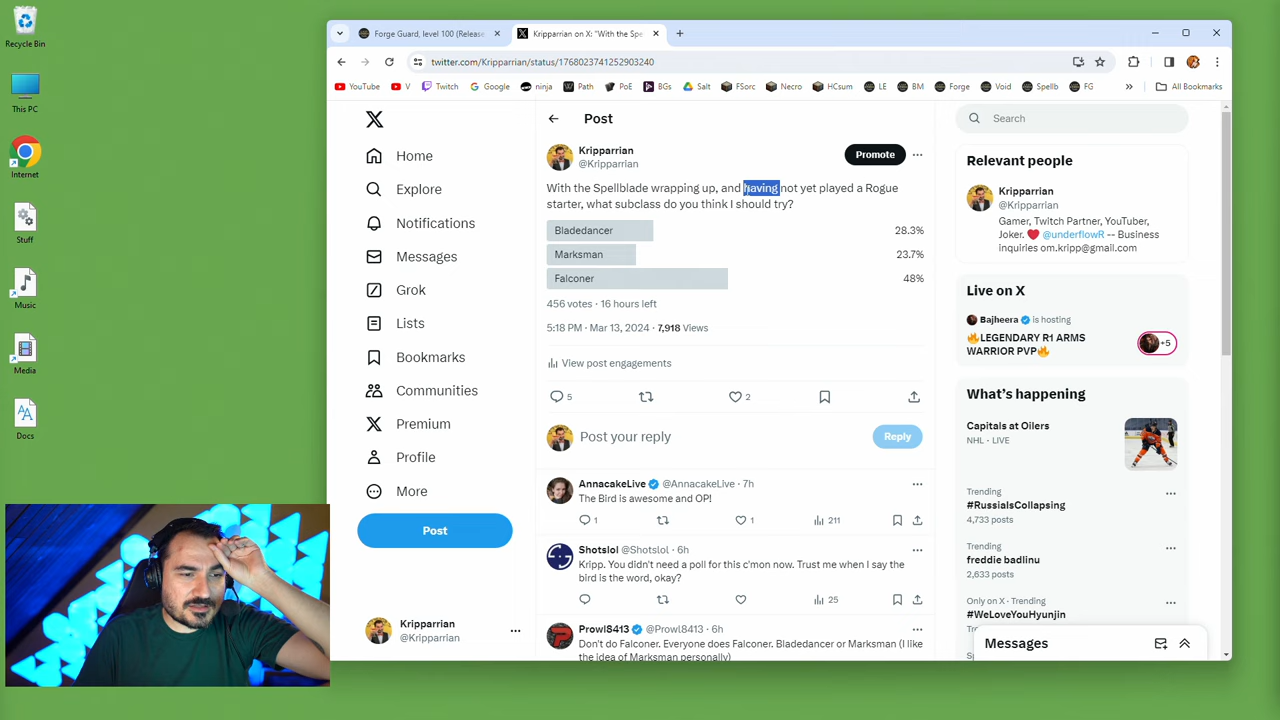 Recycle Bin
This PC
Internet
Stuff
Music
Media
Docs
Forge Guard, level 100 (Release
Kripparrian on X: "With the Spe
twitter.com/Kripparrian/status/1768023741252903240
YouTube V Twitch Google ninja Path PoE BGs Salt FSorc Necro HCsum LE BM Forge Void Spellb FG All Bookmarks
Home
Explore
Notifications
Messages
Grok
Lists
Bookmarks
Communities
Premium
Profile
More
Post
Kripparrian
@Kripparrian
Post
Kripparrian
@Kripparrian
Promote
With the Spellblade wrapping up, and having not yet played a Rogue
starter, what subclass do you think I should try?
Bladedancer 28.3%
Marksman 23.7%
Falconer 48%
456 votes · 16 hours left
5:18 PM · Mar 13, 2024 · 7,918 Views
View post engagements
5 2
Post your reply
Reply
AnnacakeLive @AnnacakeLive · 7h
The Bird is awesome and OP!
1 1 211
Shotslol @Shotslol · 6h
Kripp. You didn't need a poll for this c'mon now. Trust me when I say the
bird is the word, okay?
25
Prowl8413 @Prowl8413 · 6h
Don't do Falconer. Everyone does Falconer. Bladedancer or Marksman (I like
the idea of Marksman personally)
Search
Relevant people
Kripparrian
@Kripparrian
Gamer, Twitch Partner, YouTuber,
Joker. ❤️ @underflowR -- Business
inquiries om.kripp@gmail.com
Live on X
Bajheera is hosting
🔥LEGENDARY R1 ARMS
WARRIOR PVP🔥
+5
What's happening
Capitals at Oilers
NHL · LIVE
Trending
#RussiaIsCollapsing
4,733 posts
Trending
freddie badlinu
2,633 posts
Only on X · Trending
#WeLoveYouHyunjin
Messages